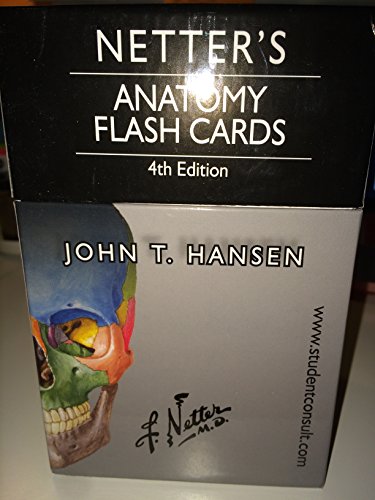 NETTER'S
ANATOMY
FLASH CARDS
4th Edition
JOHN T. HANSEN
www.studentconsult.com
F. Netter
M.D.